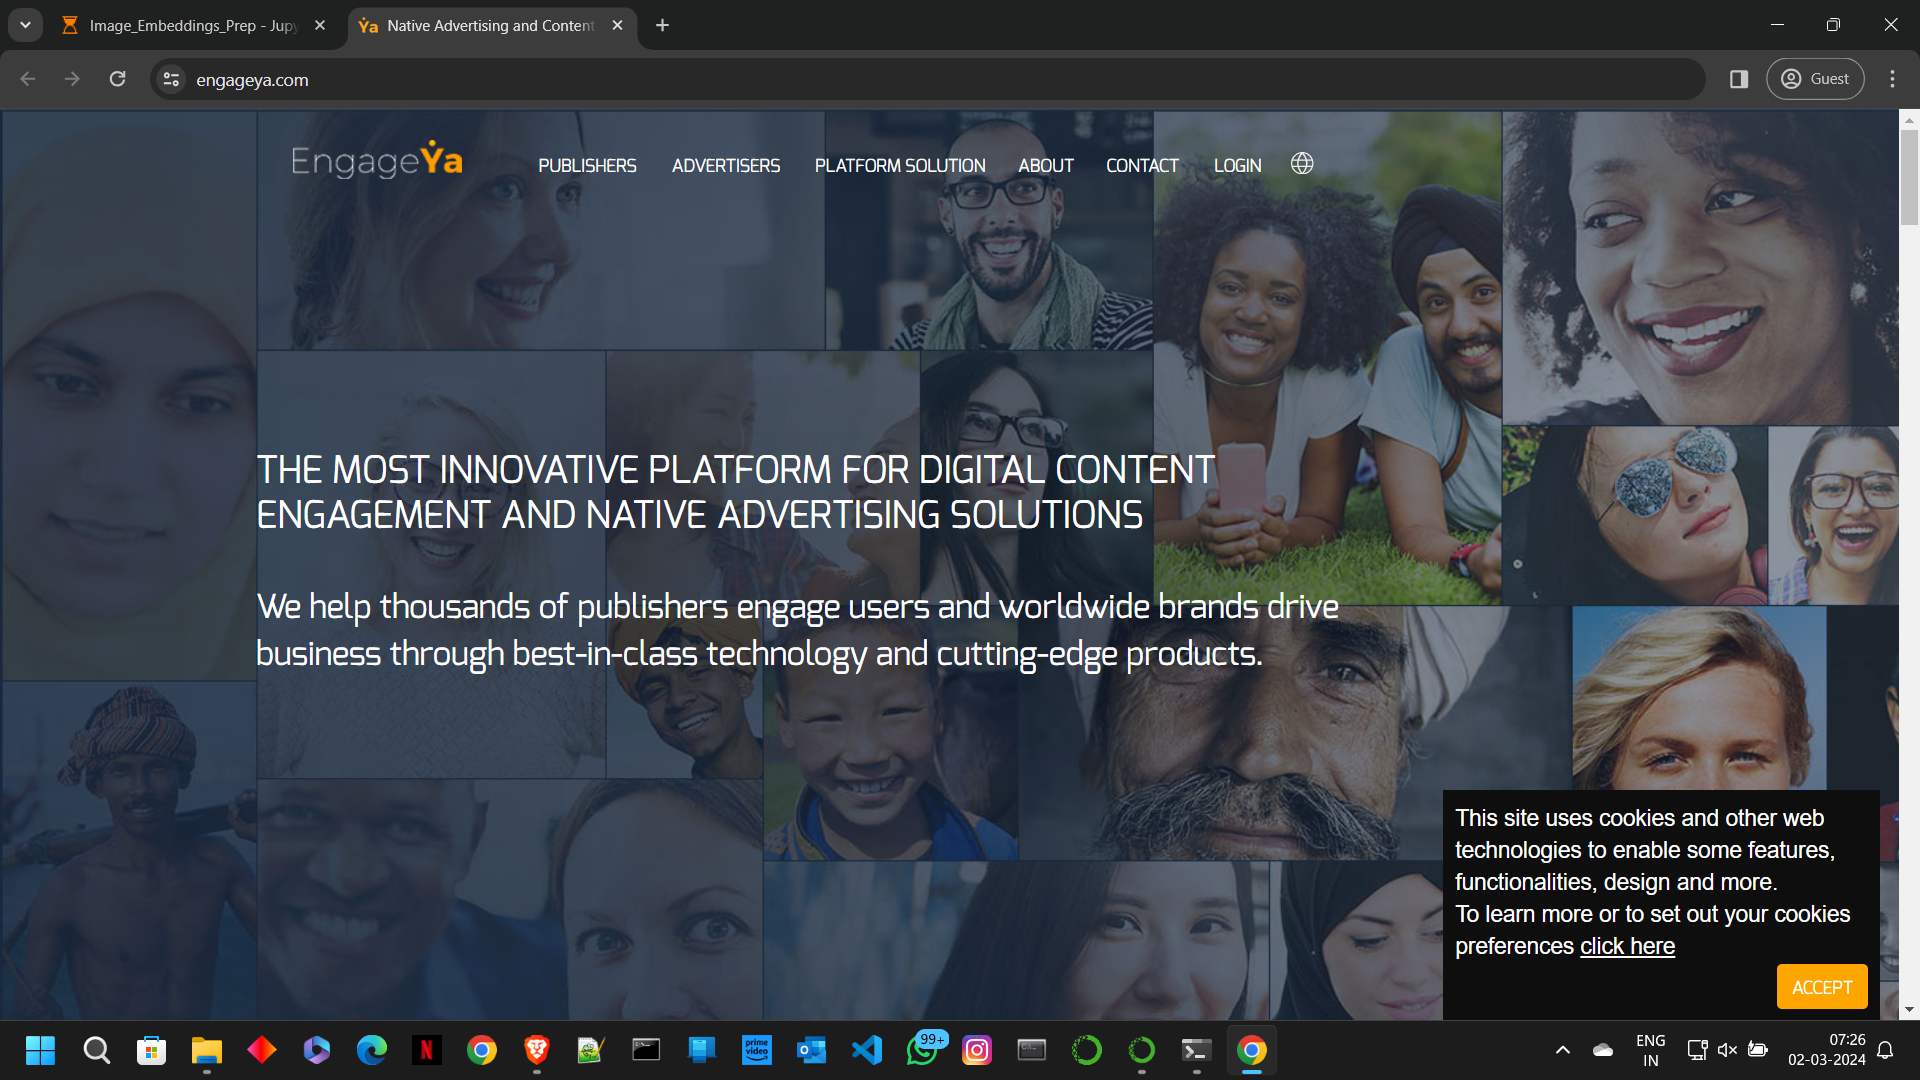 Image_Embeddings_Prep - Jupy
Native Advertising and Content
engageya.com
Guest
EngageYa
PUBLISHERS
ADVERTISERS
PLATFORM SOLUTION
ABOUT
CONTACT
LOGIN
THE MOST INNOVATIVE PLATFORM FOR DIGITAL CONTENT
ENGAGEMENT AND NATIVE ADVERTISING SOLUTIONS
We help thousands of publishers engage users and worldwide brands drive
business through best-in-class technology and cutting-edge products.
This site uses cookies and other web
technologies to enable some features,
functionalities, design and more.
To learn more or to set out your cookies
preferences click here
ACCEPT
prime
video
99+
ENG
IN
07:26
02-03-2024